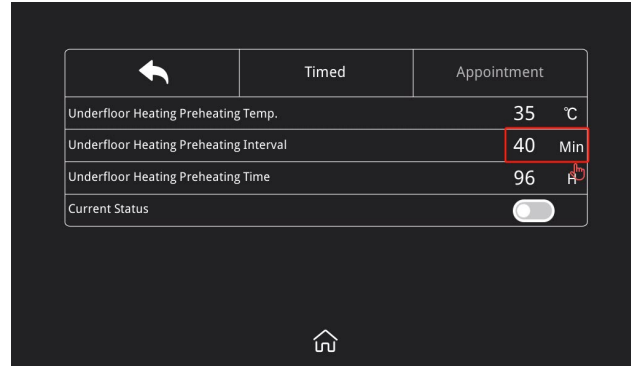 Timed Appointment
Underfloor Heating Preheating Temp. 35 ℃
Underfloor Heating Preheating Interval 40 Min
Underfloor Heating Preheating Time 96 H
Current Status